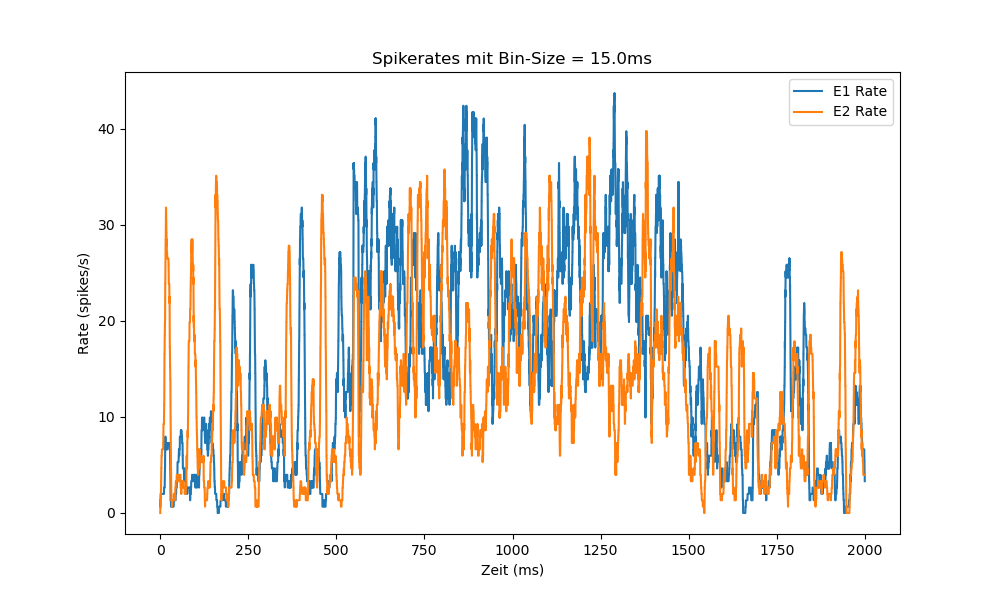 Spikerates mit Bin-Size = 15.0ms
E1 Rate
E2 Rate
40
30
20
10
0
Rate (spikes/s)
0 250 500 750 1000 1250 1500 1750 2000
Zeit (ms)